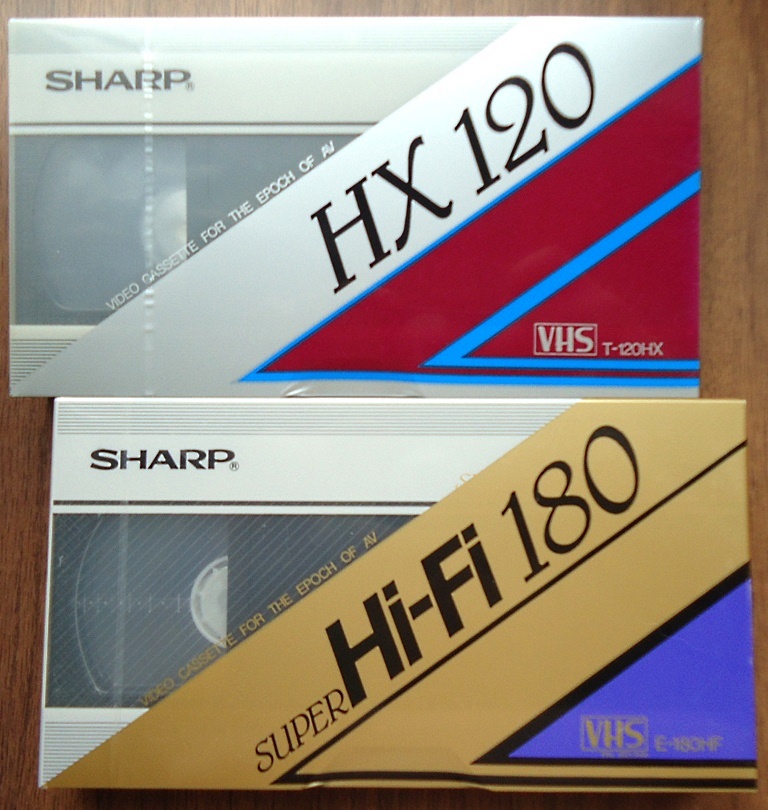 SHARP®
HX 120
VIDEO CASSETTE FOR THE EPOCH OF AV
VHS T-120HX
SHARP®
SUPER Hi-Fi 180
VIDEO CASSETTE FOR THE EPOCH OF AV
VHS E-180HF